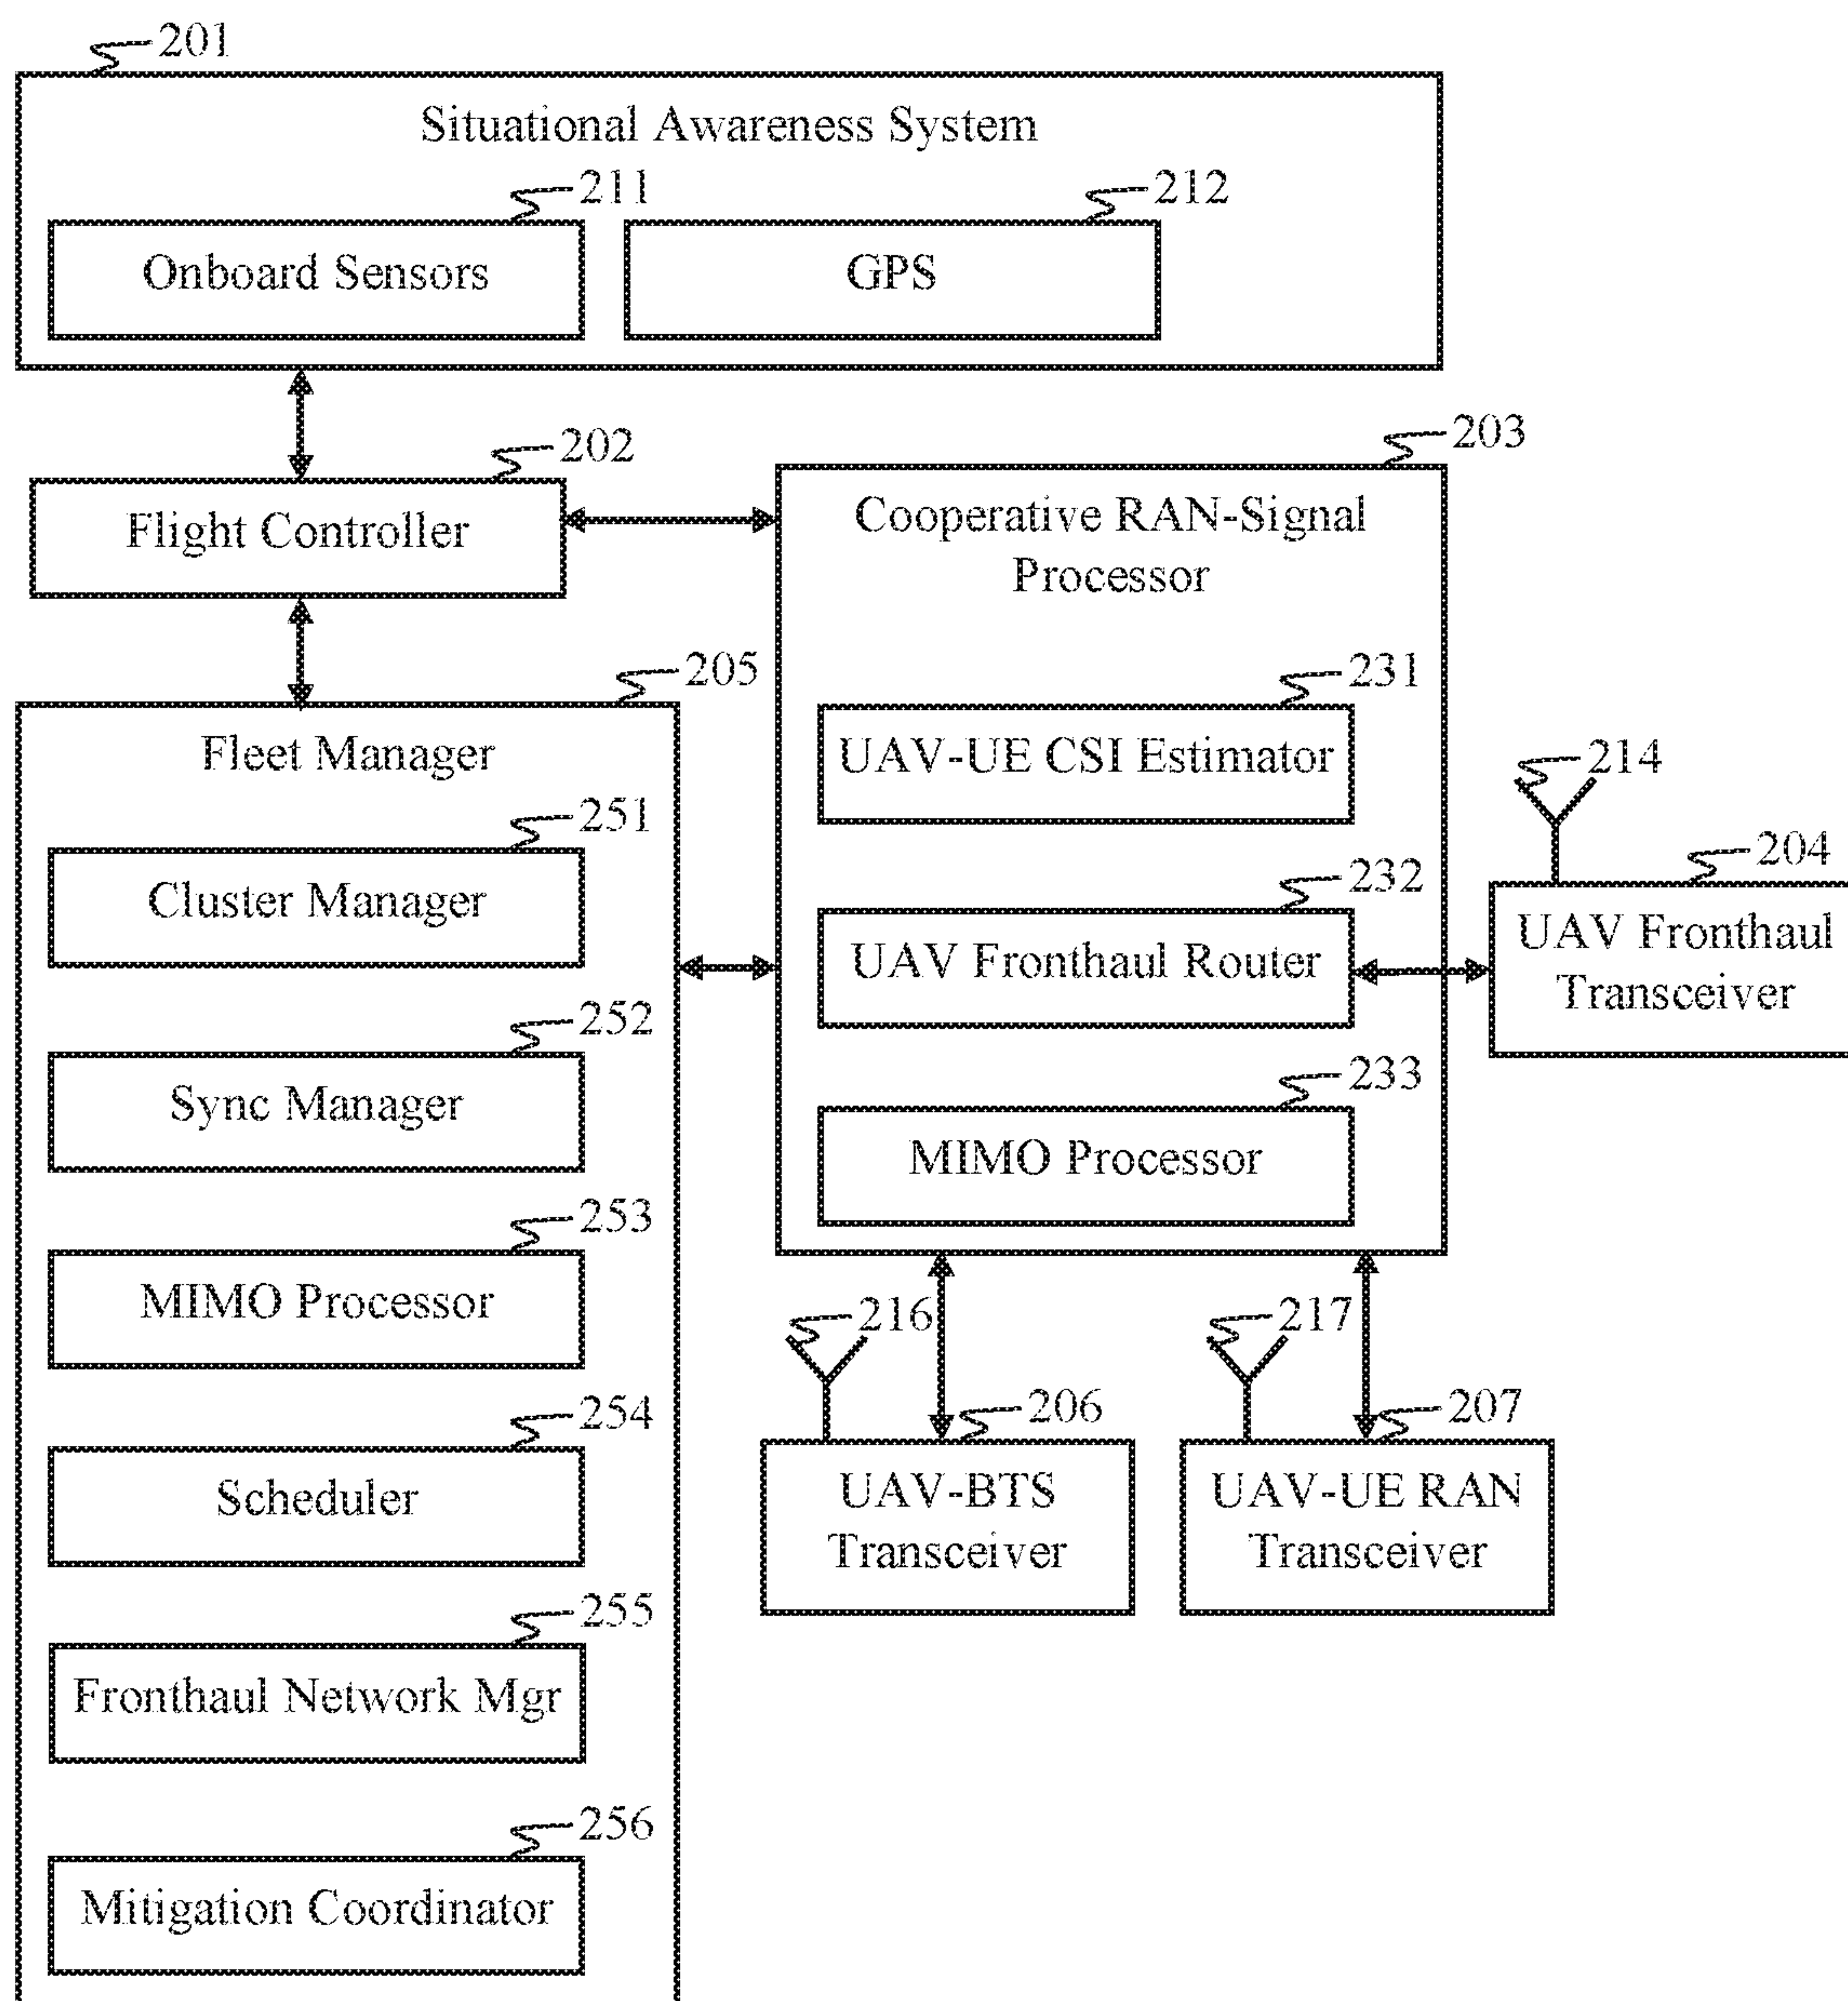 201
Situational Awareness System
211
212
Onboard Sensors
GPS
202
203
Flight Controller
Cooperative RAN-Signal
Processor
205
231
Fleet Manager
UAV-UE CSI Estimator
214
251
204
Cluster Manager
232
UAV Fronthaul Router
UAV Fronthaul
Transceiver
252
233
Sync Manager
MIMO Processor
253
MIMO Processor
216
217
254
206
207
Scheduler
UAV-BTS
Transceiver
UAV-UE RAN
Transceiver
255
Fronthaul Network Mgr
256
Mitigation Coordinator